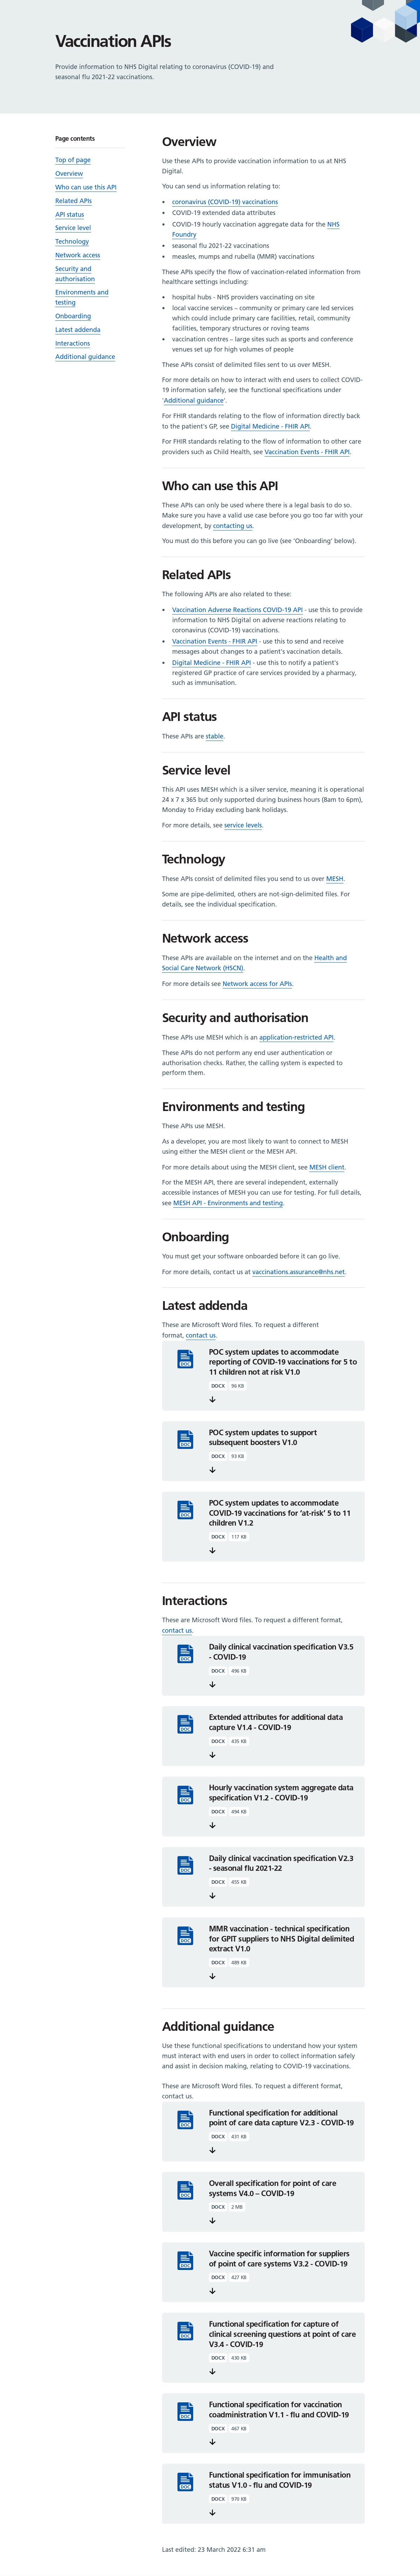 Vaccination APIs
Provide information to NHS Digital relating to coronavirus (COVID-19) and
seasonal flu 2021-22 vaccinations.
Page contents
Top of page
Overview
Who can use this API
Related APIs
API status
Service level
Technology
Network access
Security and
authorisation
Environments and
testing
Onboarding
Latest addenda
Interactions
Additional guidance
Overview
Use these APIs to provide vaccination information to us at NHS
Digital.
You can send us information relating to:
• coronavirus (COVID-19) vaccinations
• COVID-19 extended data attributes
• COVID-19 hourly vaccination aggregate data for the NHS
Foundry
• seasonal flu 2021-22 vaccinations
• measles, mumps and rubella (MMR) vaccinations
These APIs specify the flow of vaccination-related information from
healthcare settings including:
• hospital hubs - NHS providers vaccinating on site
• local vaccine services – community or primary care led services
which could include primary care facilities, retail, community
facilities, temporary structures or roving teams
• vaccination centres – large sites such as sports and conference
venues set up for high volumes of people
These APIs consist of delimited files sent to us over MESH.
For more details on how to interact with end users to collect COVID-
19 information safely, see the functional specifications under
'Additional guidance'.
For FHIR standards relating to the flow of information directly back
to the patient's GP, see Digital Medicine - FHIR API.
For FHIR standards relating to the flow of information to other care
providers such as Child Health, see Vaccination Events - FHIR API.
Who can use this API
These APIs can only be used where there is a legal basis to do so.
Make sure you have a valid use case before you go too far with your
development, by contacting us.
You must do this before you can go live (see 'Onboarding' below).
Related APIs
The following APIs are also related to these:
• Vaccination Adverse Reactions COVID-19 API - use this to provide
information to NHS Digital on adverse reactions relating to
coronavirus (COVID-19) vaccinations.
• Vaccination Events - FHIR API - use this to send and receive
messages about changes to a patient's vaccination details.
• Digital Medicine - FHIR API - use this to notify a patient's
registered GP practice of care services provided by a pharmacy,
such as immunisation.
API status
These APIs are stable.
Service level
This API uses MESH which is a silver service, meaning it is operational
24 x 7 x 365 but only supported during business hours (8am to 6pm),
Monday to Friday excluding bank holidays.
For more details, see service levels.
Technology
These APIs consist of delimited files you send to us over MESH.
Some are pipe-delimited, others are not-sign-delimited files. For
details, see the individual specification.
Network access
These APIs are available on the internet and on the Health and
Social Care Network (HSCN).
For more details see Network access for APIs.
Security and authorisation
These APIs use MESH which is an application-restricted API.
These APIs do not perform any end user authentication or
authorisation checks. Rather, the calling system is expected to
perform them.
Environments and testing
These APIs use MESH.
As a developer, you are most likely to want to connect to MESH
using either the MESH client or the MESH API.
For more details about using the MESH client, see MESH client.
For the MESH API, there are several independent, externally
accessible instances of MESH you can use for testing. For full details,
see MESH API - Environments and testing.
Onboarding
You must get your software onboarded before it can go live.
For more details, contact us at vaccinations.assurance@nhs.net.
Latest addenda
These are Microsoft Word files. To request a different
format, contact us.
DOC
POC system updates to accommodate
reporting of COVID-19 vaccinations for 5 to
11 children not at risk V1.0
DOCX 96 KB
DOC
POC system updates to support
subsequent boosters V1.0
DOCX 93 KB
DOC
POC system updates to accommodate
COVID-19 vaccinations for 'at-risk' 5 to 11
children V1.2
DOCX 117 KB
Interactions
These are Microsoft Word files. To request a different format,
contact us.
DOC
Daily clinical vaccination specification V3.5
- COVID-19
DOCX 496 KB
DOC
Extended attributes for additional data
capture V1.4 - COVID-19
DOCX 435 KB
DOC
Hourly vaccination system aggregate data
specification V1.2 - COVID-19
DOCX 494 KB
DOC
Daily clinical vaccination specification V2.3
- seasonal flu 2021-22
DOCX 455 KB
DOC
MMR vaccination - technical specification
for GPIT suppliers to NHS Digital delimited
extract V1.0
DOCX 489 KB
Additional guidance
Use these functional specifications to understand how your system
must interact with end users in order to collect information safely
and assist in decision making, relating to COVID-19 vaccinations.
These are Microsoft Word files. To request a different format,
contact us.
DOC
Functional specification for additional
point of care data capture V2.3 - COVID-19
DOCX 431 KB
DOC
Overall specification for point of care
systems V4.0 – COVID-19
DOCX 2 MB
DOC
Vaccine specific information for suppliers
of point of care systems V3.2 - COVID-19
DOCX 427 KB
DOC
Functional specification for capture of
clinical screening questions at point of care
V3.4 - COVID-19
DOCX 430 KB
DOC
Functional specification for vaccination
coadministration V1.1 - flu and COVID-19
DOCX 467 KB
DOC
Functional specification for immunisation
status V1.0 - flu and COVID-19
DOCX 970 KB
Last edited: 23 March 2022 6:31 am